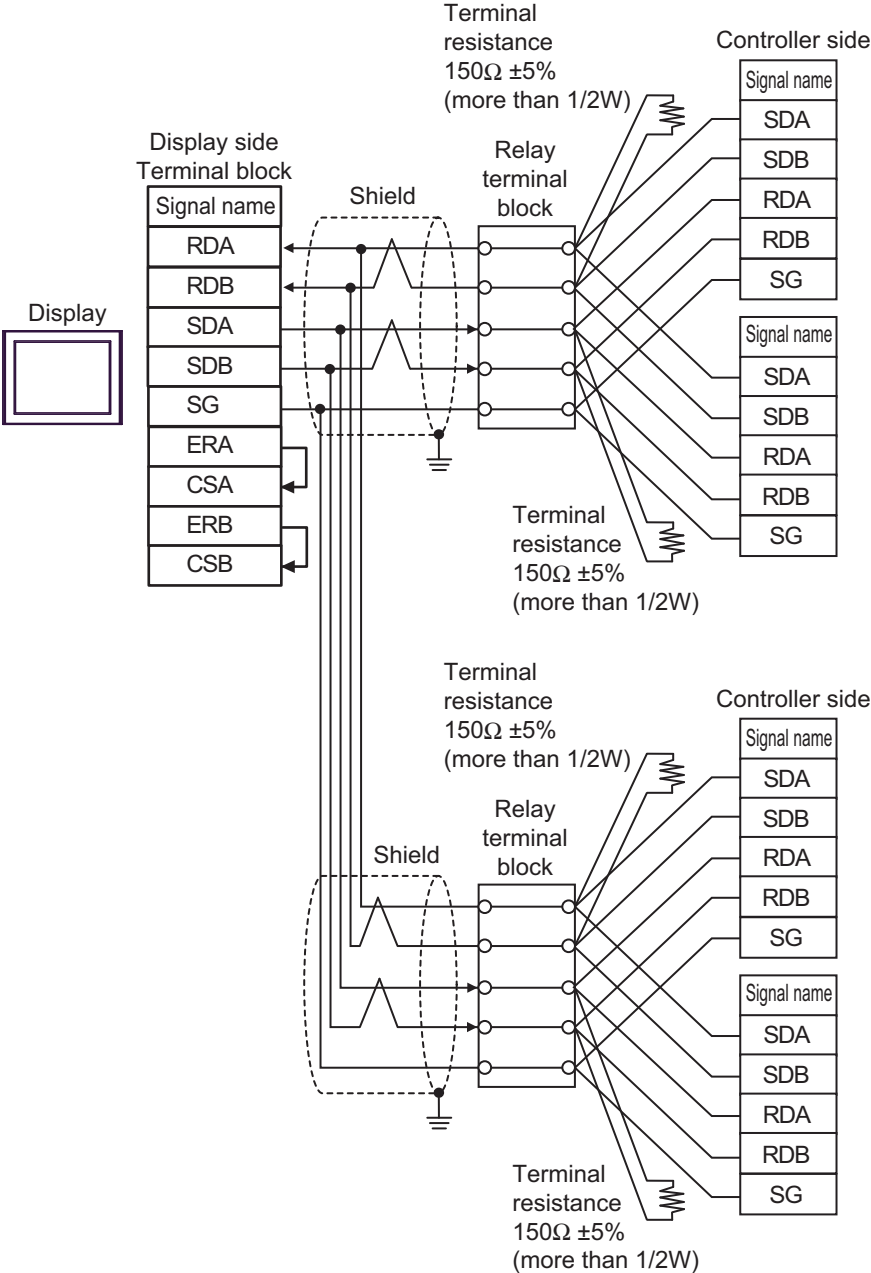 Terminal
resistance
150Ω ±5%
(more than 1/2W)
Controller side
Signal name
SDA
SDB
RDA
RDB
SG
Display side
Terminal block
Signal name
RDA
RDB
SDA
SDB
SG
ERA
CSA
ERB
CSB
Shield
Relay
terminal
block
Display
Signal name
SDA
SDB
RDA
RDB
SG
Terminal
resistance
150Ω ±5%
(more than 1/2W)
Terminal
resistance
150Ω ±5%
(more than 1/2W)
Controller side
Signal name
SDA
SDB
RDA
RDB
SG
Relay
terminal
block
Shield
Signal name
SDA
SDB
RDA
RDB
SG
Terminal
resistance
150Ω ±5%
(more than 1/2W)